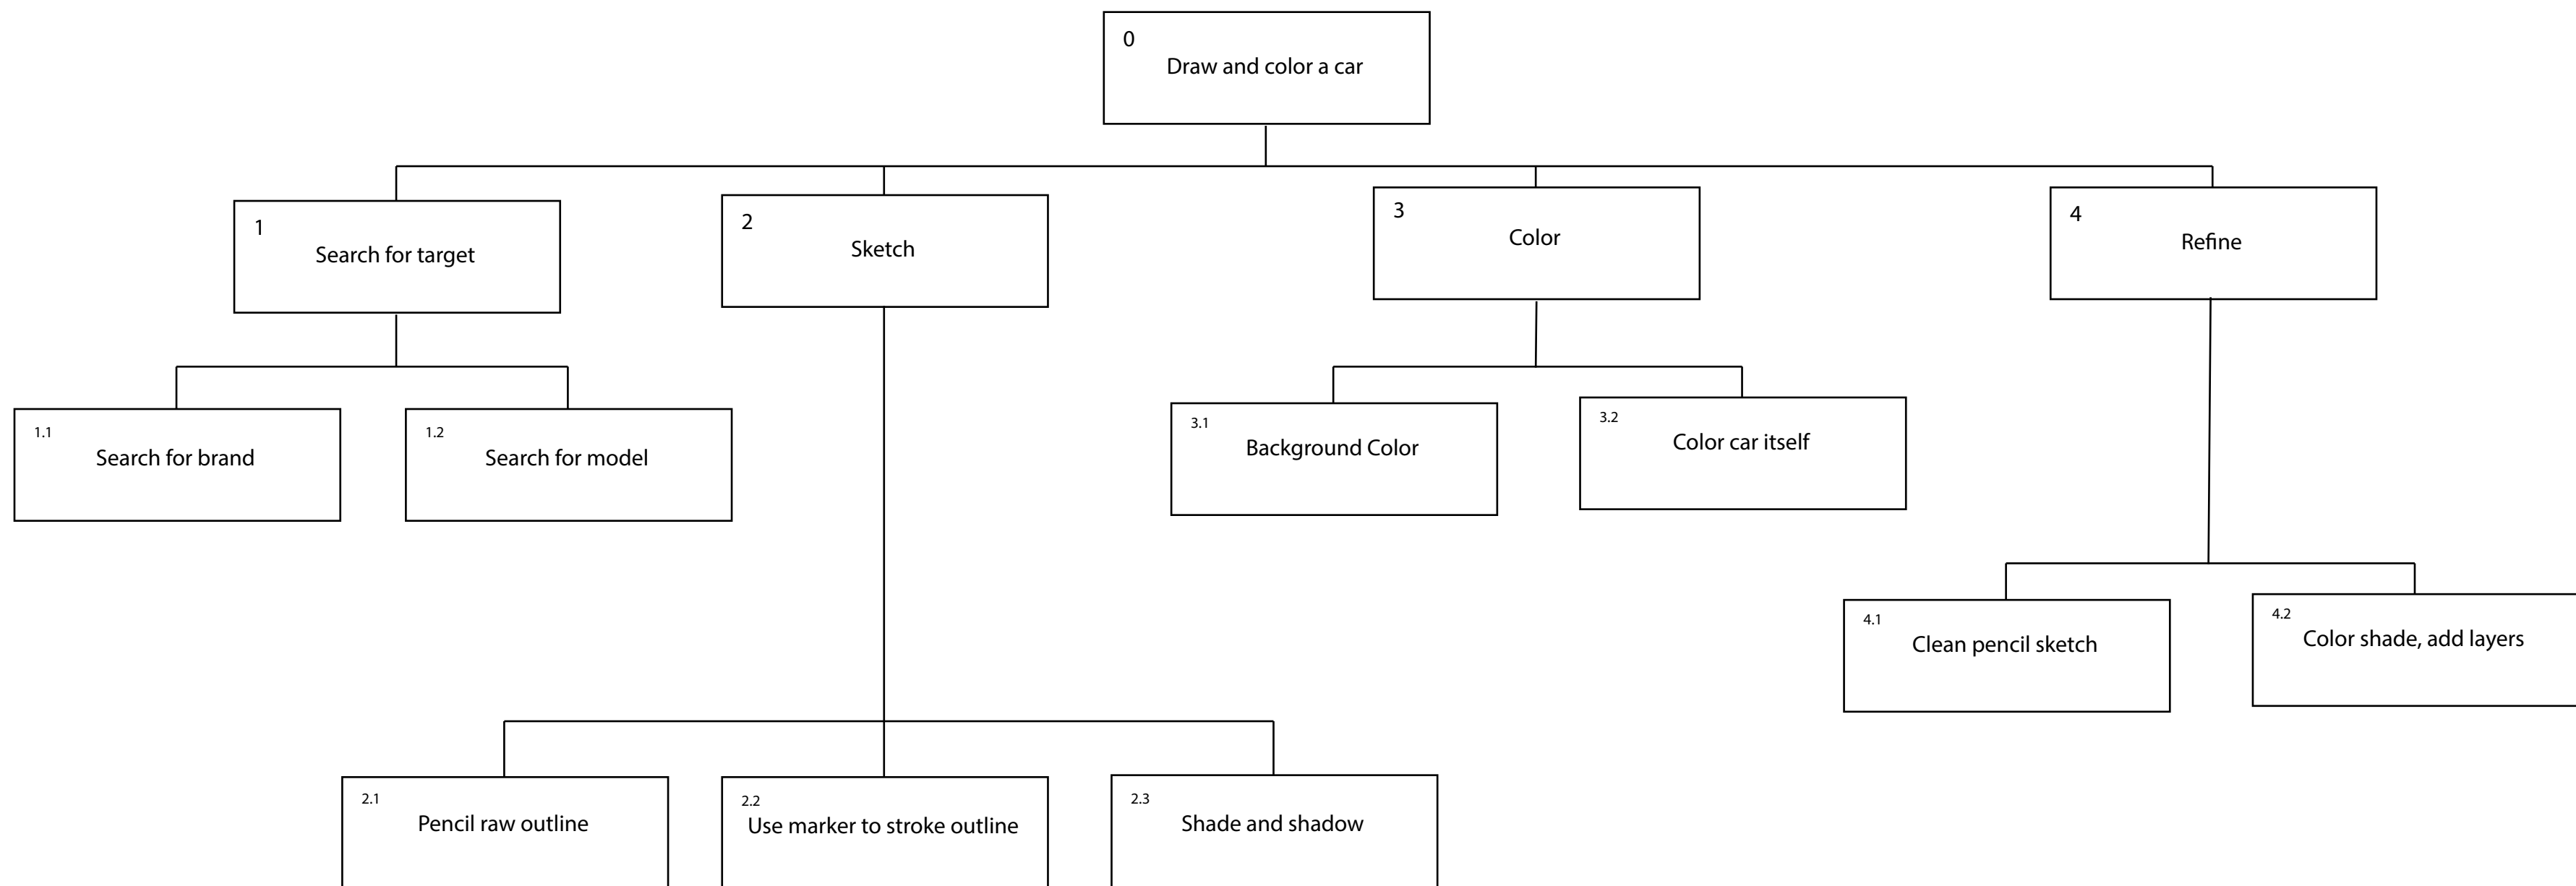 0
Draw and color a car
1
Search for target
2
Sketch
3
Color
4
Refine
1.1
Search for brand
1.2
Search for model
3.1
Background Color
3.2
Color car itself
4.1
Clean pencil sketch
4.2
Color shade, add layers
2.1
Pencil raw outline
2.2
Use marker to stroke outline
2.3
Shade and shadow